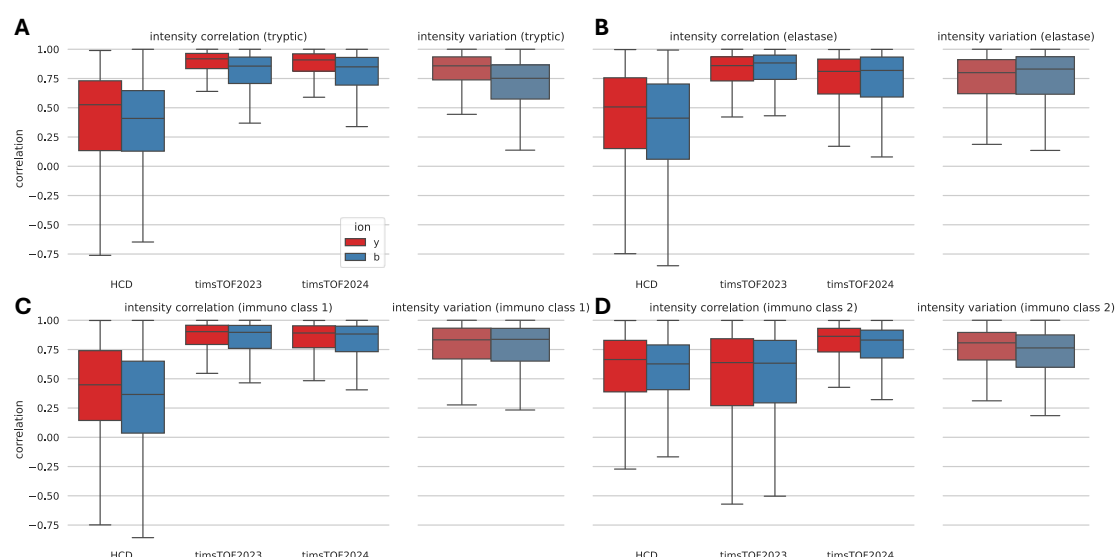 A
B
intensity correlation (tryptic)
intensity variation (tryptic)
intensity correlation (elastase)
intensity variation (elastase)
1.00
0.75
0.50
0.25
0.00
−0.25
−0.50
−0.75
correlation
ion
y
b
HCD
timsTOF2023
timsTOF2024
HCD
timsTOF2023
timsTOF2024
C
D
intensity correlation (immuno class 1)
intensity variation (immuno class 1)
intensity correlation (immuno class 2)
intensity variation (immuno class 2)
1.00
0.75
0.50
0.25
0.00
−0.25
−0.50
−0.75
correlation
HCD
timsTOF2023
timsTOF2024
HCD
timsTOF2023
timsTOF2024